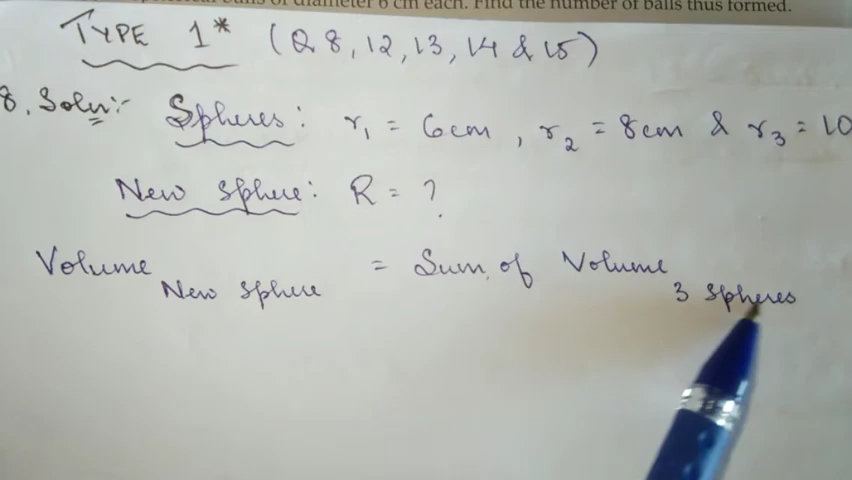 spherical balls of diameter 6 cm each. Find the number of balls thus formed.
TYPE 1* (Q 8, 12, 13, 14 & 15)
8. Soln:- Spheres: r₁ = 6cm, r₂ = 8cm & r₃ = 10
New sphere: R = ?
Volume New sphere = Sum of Volume 3 spheres